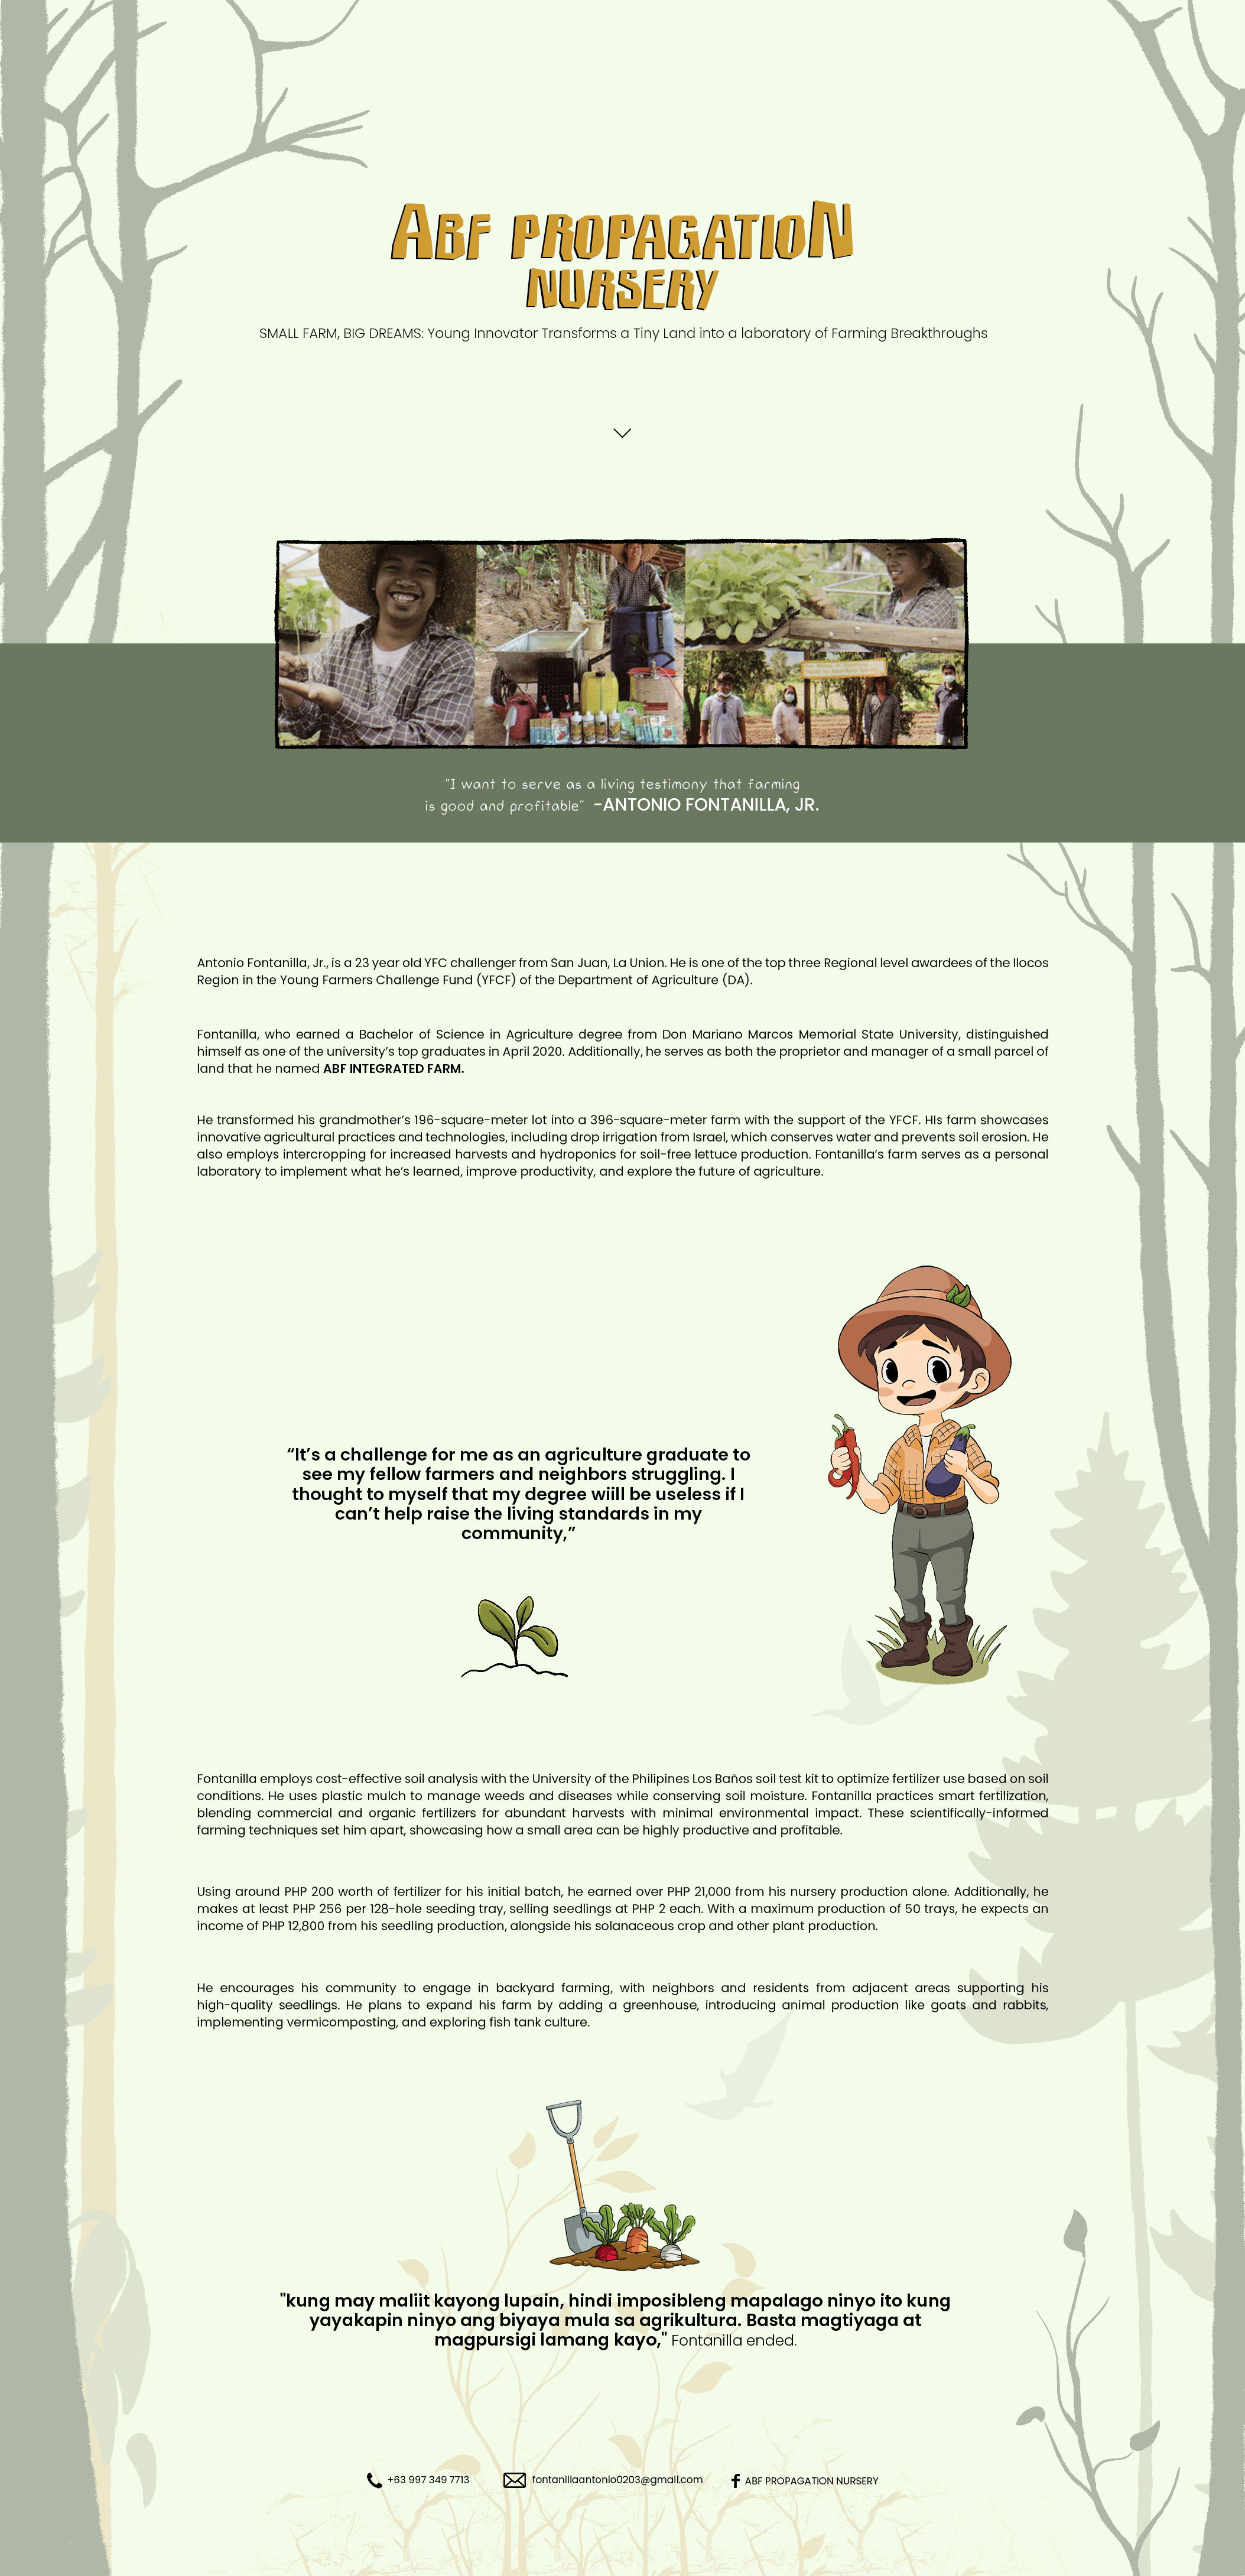 ABF PROPAGATION
NURSERY
SMALL FARM, BIG DREAMS: Young Innovator Transforms a Tiny Land into a laboratory of Farming Breakthroughs
"I want to serve as a living testimony that farming
is good and profitable" -ANTONIO FONTANILLA, JR.
Antonio Fontanilla, Jr., is a 23 year old YFC challenger from San Juan, La Union. He is one of the top three Regional level awardees of the Ilocos
Region in the Young Farmers Challenge Fund (YFCF) of the Department of Agriculture (DA).
Fontanilla, who earned a Bachelor of Science in Agriculture degree from Don Mariano Marcos Memorial State University, distinguished
himself as one of the university's top graduates in April 2020. Additionally, he serves as both the proprietor and manager of a small parcel of
land that he named ABF INTEGRATED FARM.
He transformed his grandmother's 196-square-meter lot into a 396-square-meter farm with the support of the YFCF. HIs farm showcases
innovative agricultural practices and technologies, including drop irrigation from Israel, which conserves water and prevents soil erosion. He
also employs intercropping for increased harvests and hydroponics for soil-free lettuce production. Fontanilla's farm serves as a personal
laboratory to implement what he's learned, improve productivity, and explore the future of agriculture.
“It's a challenge for me as an agriculture graduate to
see my fellow farmers and neighbors struggling. I
thought to myself that my degree wiill be useless if I
can't help raise the living standards in my
community,”
Fontanilla employs cost-effective soil analysis with the University of the Philipines Los Baños soil test kit to optimize fertilizer use based on soil
conditions. He uses plastic mulch to manage weeds and diseases while conserving soil moisture. Fontanilla practices smart fertilization,
blending commercial and organic fertilizers for abundant harvests with minimal environmental impact. These scientifically-informed
farming techniques set him apart, showcasing how a small area can be highly productive and profitable.
Using around PHP 200 worth of fertilizer for his initial batch, he earned over PHP 21,000 from his nursery production alone. Additionally, he
makes at least PHP 256 per 128-hole seeding tray, selling seedlings at PHP 2 each. With a maximum production of 50 trays, he expects an
income of PHP 12,800 from his seedling production, alongside his solanaceous crop and other plant production.
He encourages his community to engage in backyard farming, with neighbors and residents from adjacent areas supporting his
high-quality seedlings. He plans to expand his farm by adding a greenhouse, introducing animal production like goats and rabbits,
implementing vermicomposting, and exploring fish tank culture.
"kung may maliit kayong lupain, hindi imposibleng mapalago ninyo ito kung
yayakapin ninyo ang biyaya mula sa agrikultura. Basta magtiyaga at
magpursigi lamang kayo," Fontanilla ended.
+63 997 349 7713
fontanillaantonio0203@gmail.com
ABF PROPAGATION NURSERY